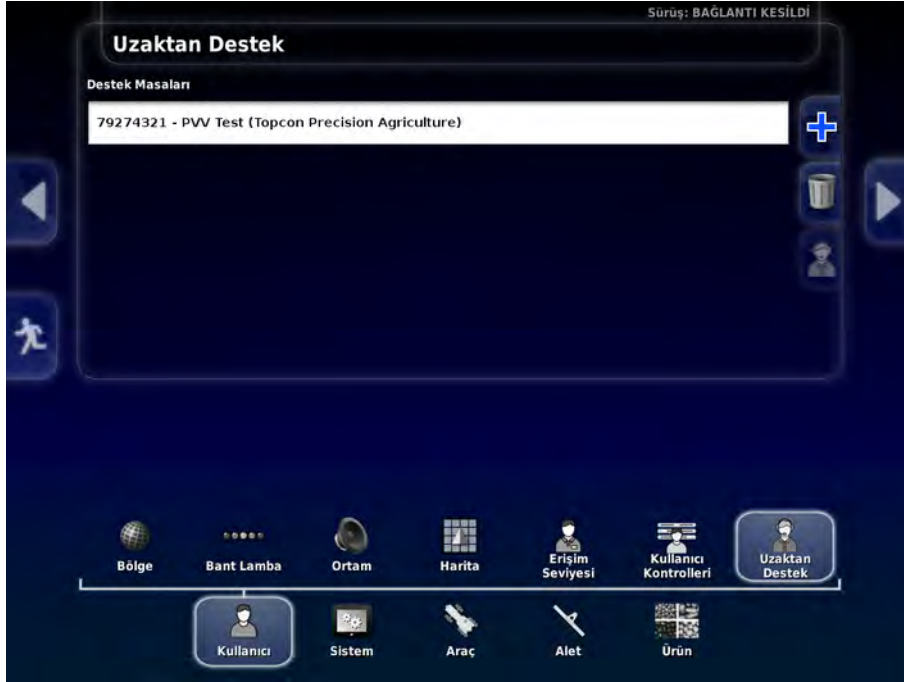 Sürüş: BAĞLANTI KESİLDİ
Uzaktan Destek
Destek Masaları
79274321 - PVV Test (Topcon Precision Agriculture)
Bölge
Bant Lamba
Ortam
Harita
Erişim
Seviyesi
Kullanıcı
Kontrolleri
Uzaktan
Destek
Kullanıcı
Sistem
Araç
Alet
Ürün